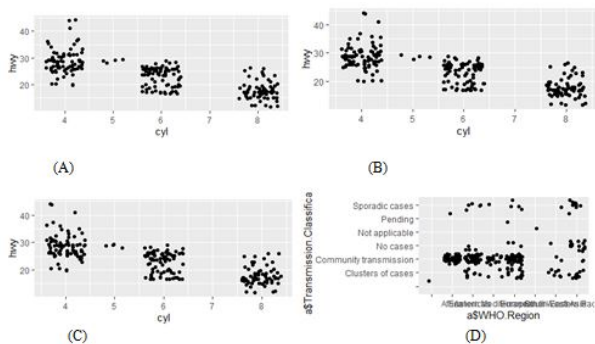 40
30
20
hwy
4 5 6 7 8
cyl
(A)
40
30
20
hwy
4 5 6 7 8
cyl
(B)
40
30
20
hwy
4 5 6 7 8
cyl
(C)
a$Transmission.Classifica
Sporadic cases
Pending
Not applicable
No cases
Community transmission
Clusters of cases
a$WHO.Region
(D)